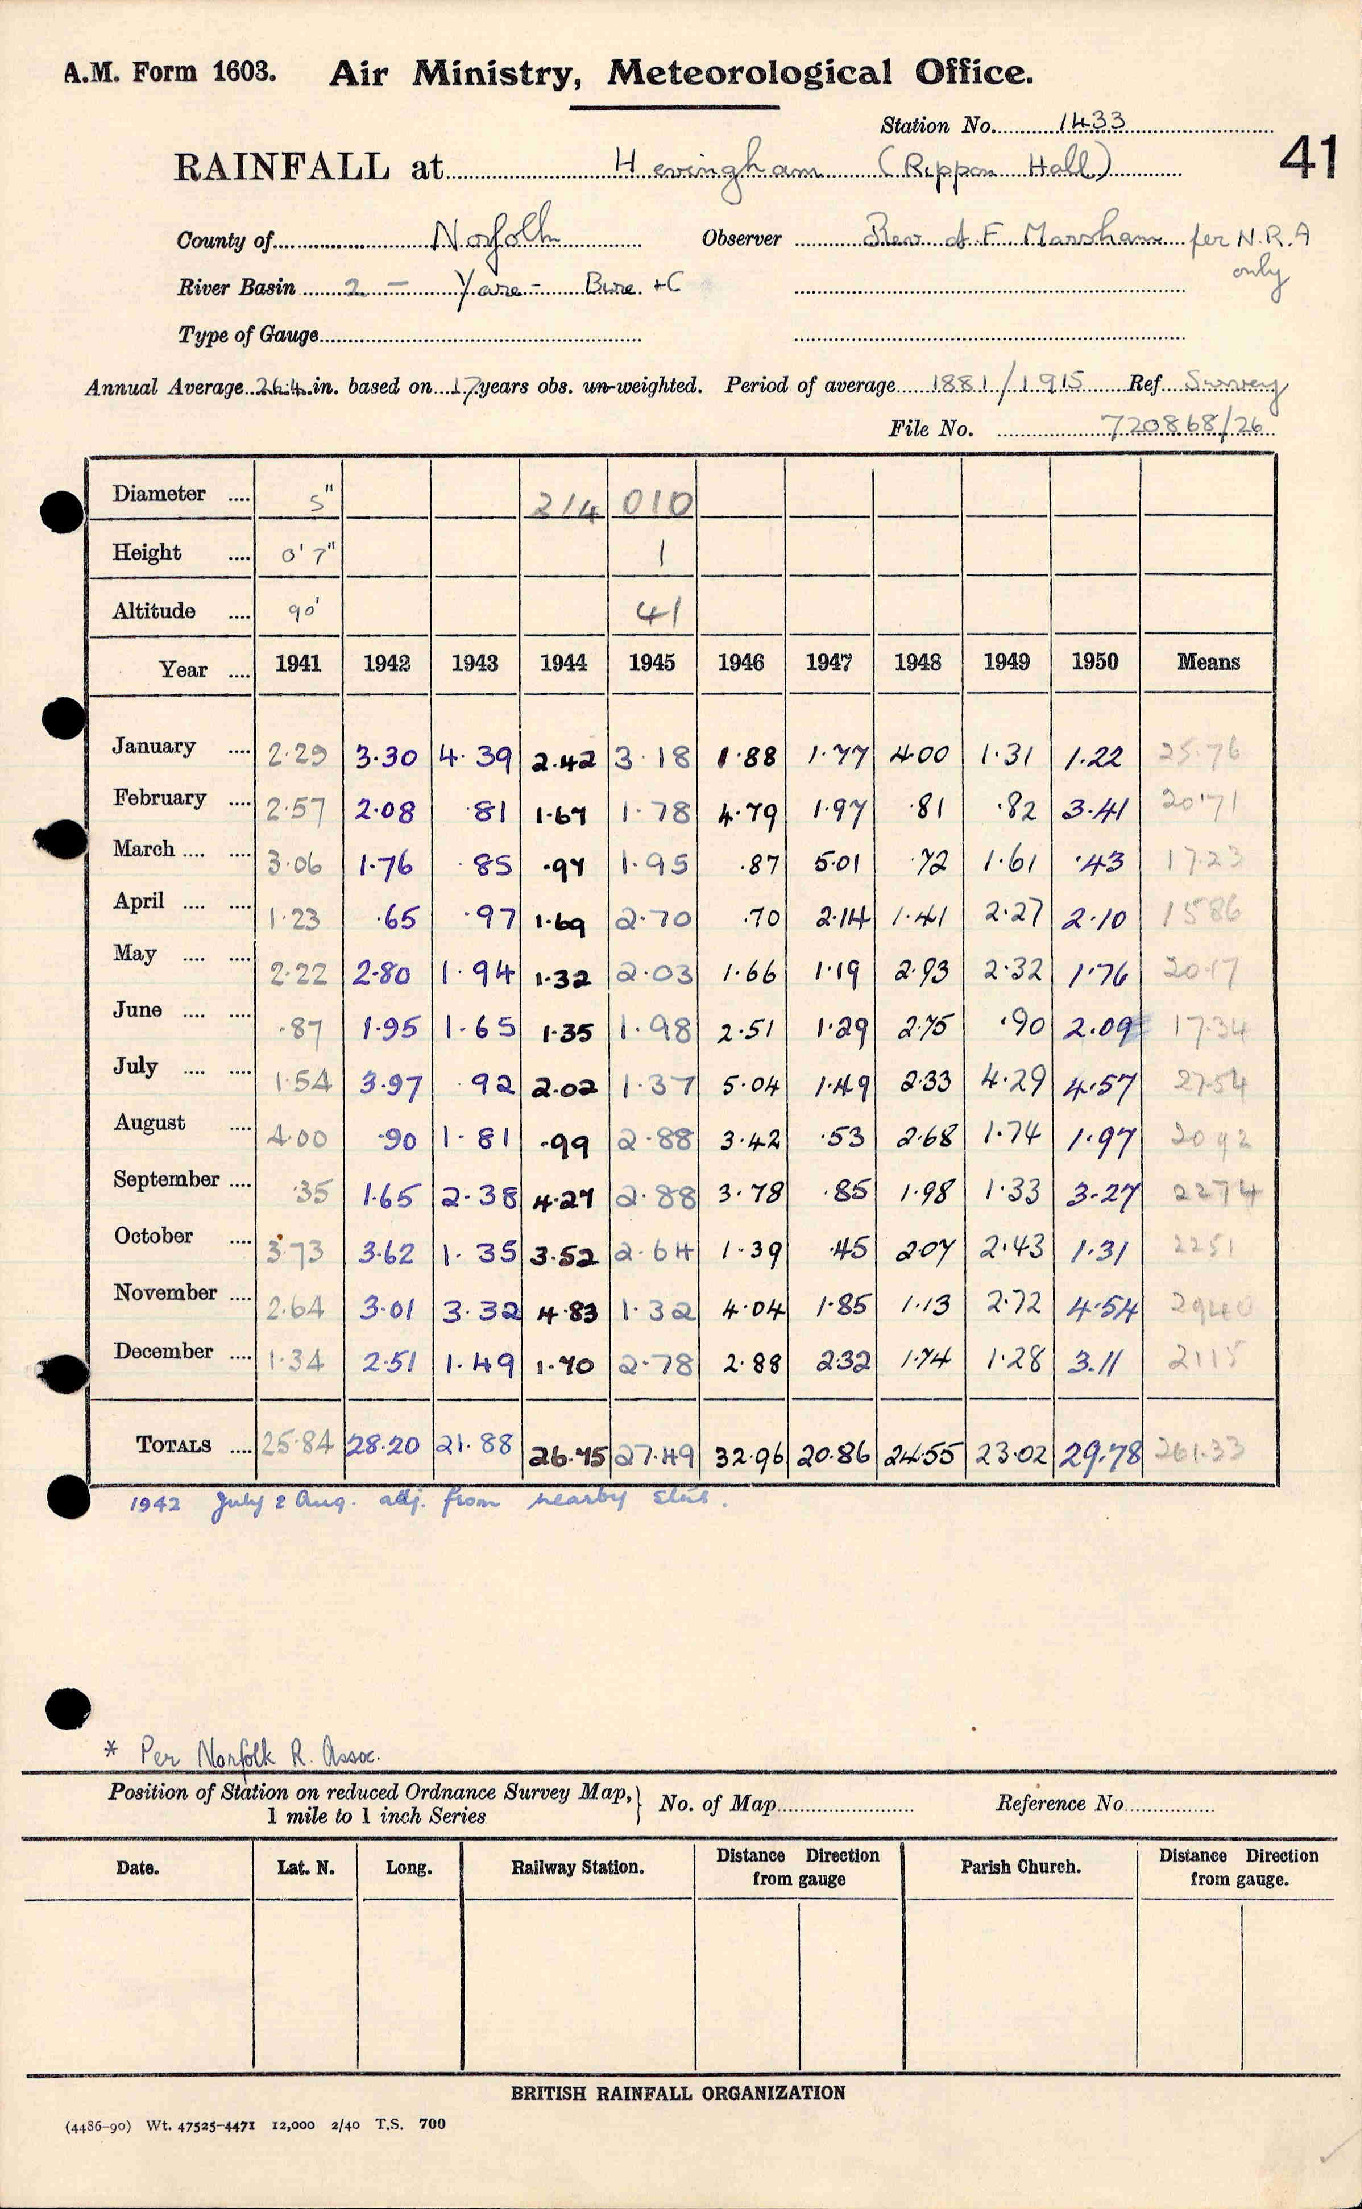 A.M. Form 1603. Air Ministry, Meteorological Office.
Station No. 1433
41
RAINFALL at Hevingham (Rippon Hall)
County of Norfolk Observer Rev. A F Marsham per N.R.A
only
River Basin 2 - Yare - Bure +C
Type of Gauge
Annual Average 26.4 in. based on 17 years obs. un-weighted. Period of average 1881/1915 Ref Survey
File No. 720868/26
Diameter .... 5" 214 010
Height .... 0' 7" 1
Altitude .... 90' 41
Year .... 1941 1942 1943 1944 1945 1946 1947 1948 1949 1950 Means
January .... 2.29 3.30 4.39 2.42 3.18 1.88 1.77 4.00 1.31 1.22 25.76
February .... 2.57 2.08 .81 1.67 1.78 4.79 1.97 .81 .82 3.41 20.71
March .... .... 3.06 1.76 .85 .97 1.95 .87 5.01 .72 1.61 .43 17.23
April .... .... 1.23 .65 .97 1.69 2.70 .70 2.14 1.41 2.27 2.10 15.86
May .... .... 2.22 2.80 1.94 1.32 2.03 1.66 1.19 2.93 2.32 1.76 20.17
June .... .... .87 1.95 1.65 1.35 1.98 2.51 1.29 2.75 .90 2.09 17.34
July .... .... 1.54 3.97 .92 2.02 1.37 5.04 1.49 2.33 4.29 4.57 27.54
August .... 4.00 .90 1.81 .99 2.88 3.42 .53 2.68 1.74 1.97 20.92
September .... .35 1.65 2.38 4.27 2.88 3.78 .85 1.98 1.33 3.27 22.74
October .... 3.73 3.62 1.35 3.52 2.64 1.39 .45 2.07 2.43 1.31 22.51
November .... 2.64 3.01 3.32 4.83 1.32 4.04 1.85 1.13 2.72 4.54 29.40
December .... 1.34 2.51 1.49 1.70 2.78 2.88 2.32 1.74 1.28 3.11 21.15
TOTALS .... 25.84 28.20 21.88 26.75 27.49 32.96 20.86 24.55 23.02 29.78 261.33
1942 July & Aug. adj. from nearby stns.
* Per Norfolk R. Assoc.
Position of Station on reduced Ordnance Survey Map,} No. of Map Reference No
1 mile to 1 inch Series
Date. Lat. N. Long. Railway Station. Distance from gauge Direction Parish Church. Distance Direction from gauge.
BRITISH RAINFALL ORGANIZATION
(4486-90) Wt. 47525-4471 12,000 2/40 T.S. 700